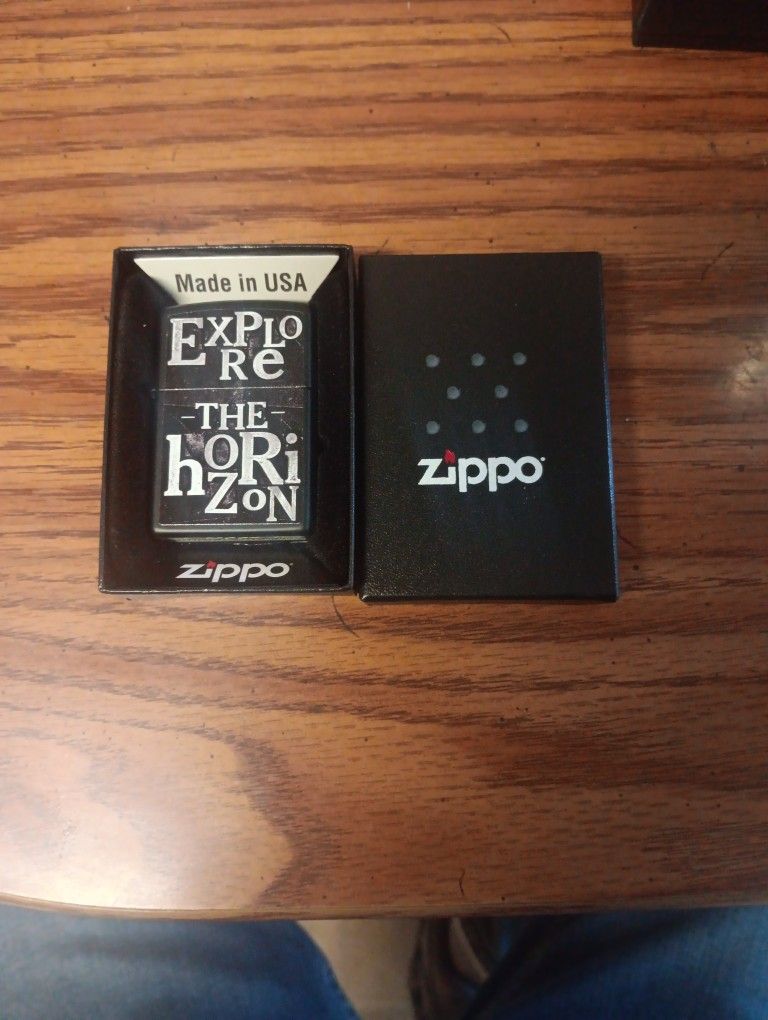 Made in USA
ExPLo
Re
-THE-
hoRi
ZoN
zippo
zippo